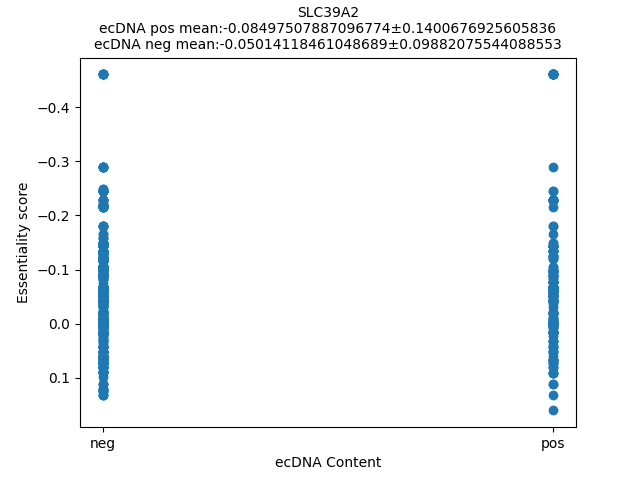 SLC39A2
ecDNA pos mean:-0.08497507887096774±0.1400676925605836
ecDNA neg mean:-0.05014118461048689±0.09882075544088553
−0.4
−0.3
−0.2
−0.1
0.0
0.1
Essentiality score
neg pos
ecDNA Content